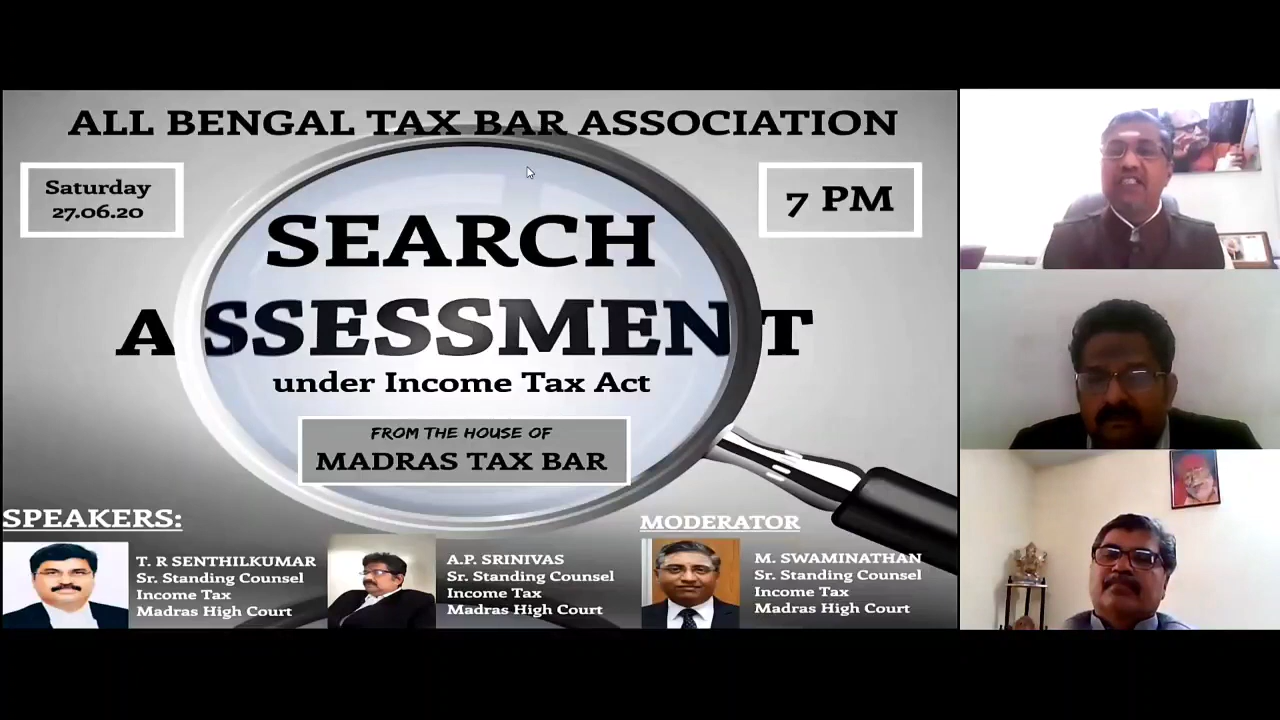 ALL BENGAL TAX BAR ASSOCIATION
Saturday
27.06.20
7 PM
SEARCH
ASSESSMENT
under Income Tax Act
FROM THE HOUSE OF
MADRAS TAX BAR
SPEAKERS:
T. R SENTHILKUMAR
Sr. Standing Counsel
Income Tax
Madras High Court
A.P. SRINIVAS
Sr. Standing Counsel
Income Tax
Madras High Court
MODERATOR
M. SWAMINATHAN
Sr. Standing Counsel
Income Tax
Madras High Court